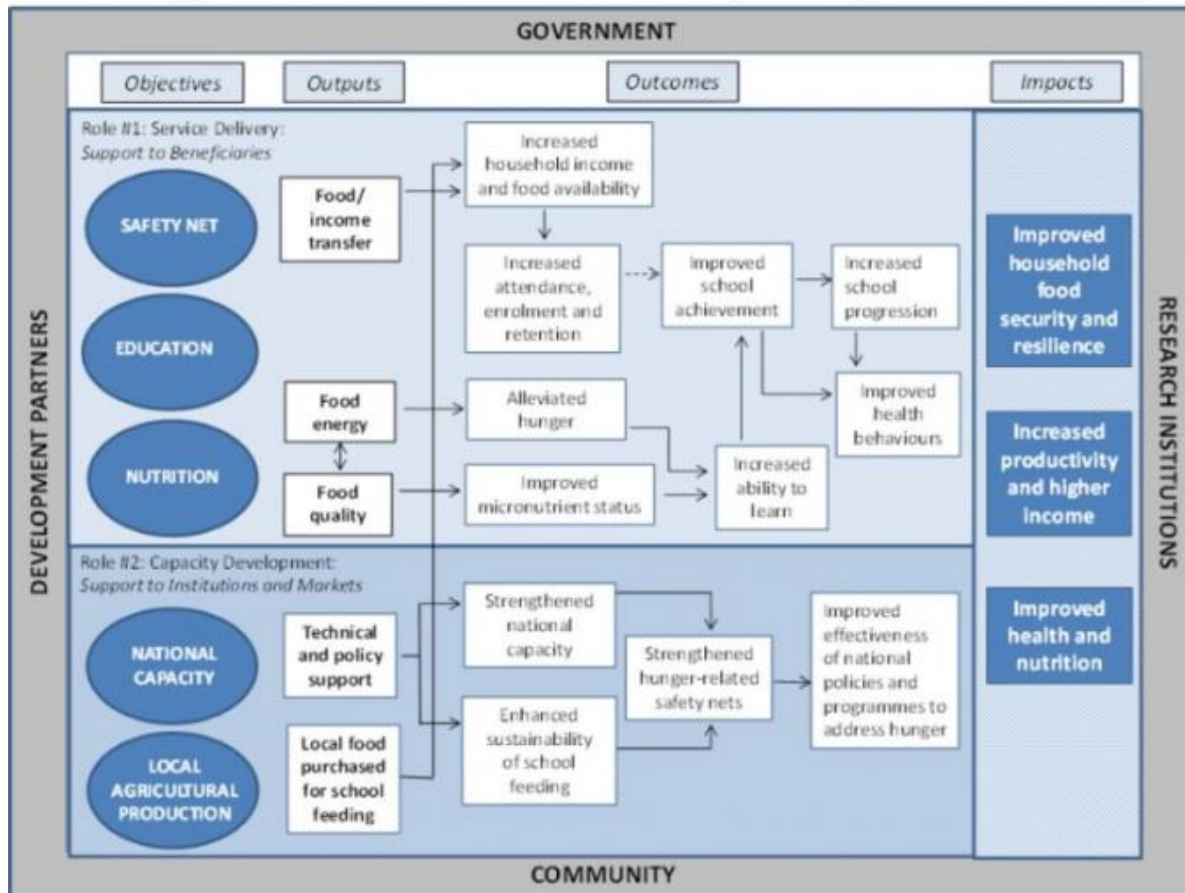 GOVERNMENT
Objectives
Outputs
Outcomes
Impacts
Role #1: Service Delivery:
Support to Beneficiaries
SAFETY NET
EDUCATION
NUTRITION
Food/
income
transfer
Food
energy
Food
quality
Increased
household income
and food availability
Increased
attendance,
enrolment and
retention
Improved
school
achievement
Increased
school
progression
Alleviated
hunger
Improved
micronutrient status
Increased
ability to
learn
Improved
health
behaviours
Role #2: Capacity Development:
Support to Institutions and Markets
NATIONAL
CAPACITY
LOCAL
AGRICULTURAL
PRODUCTION
Technical
and policy
support
Local food
purchased
for school
feeding
Strengthened
national
capacity
Enhanced
sustainability
of school
feeding
Strengthened
hunger-related
safety nets
Improved
effectiveness
of national
policies and
programmes to
address hunger
Improved
household
food
security and
resilience
Increased
productivity
and higher
income
Improved
health and
nutrition
DEVELOPMENT PARTNERS
RESEARCH INSTITUTIONS
COMMUNITY